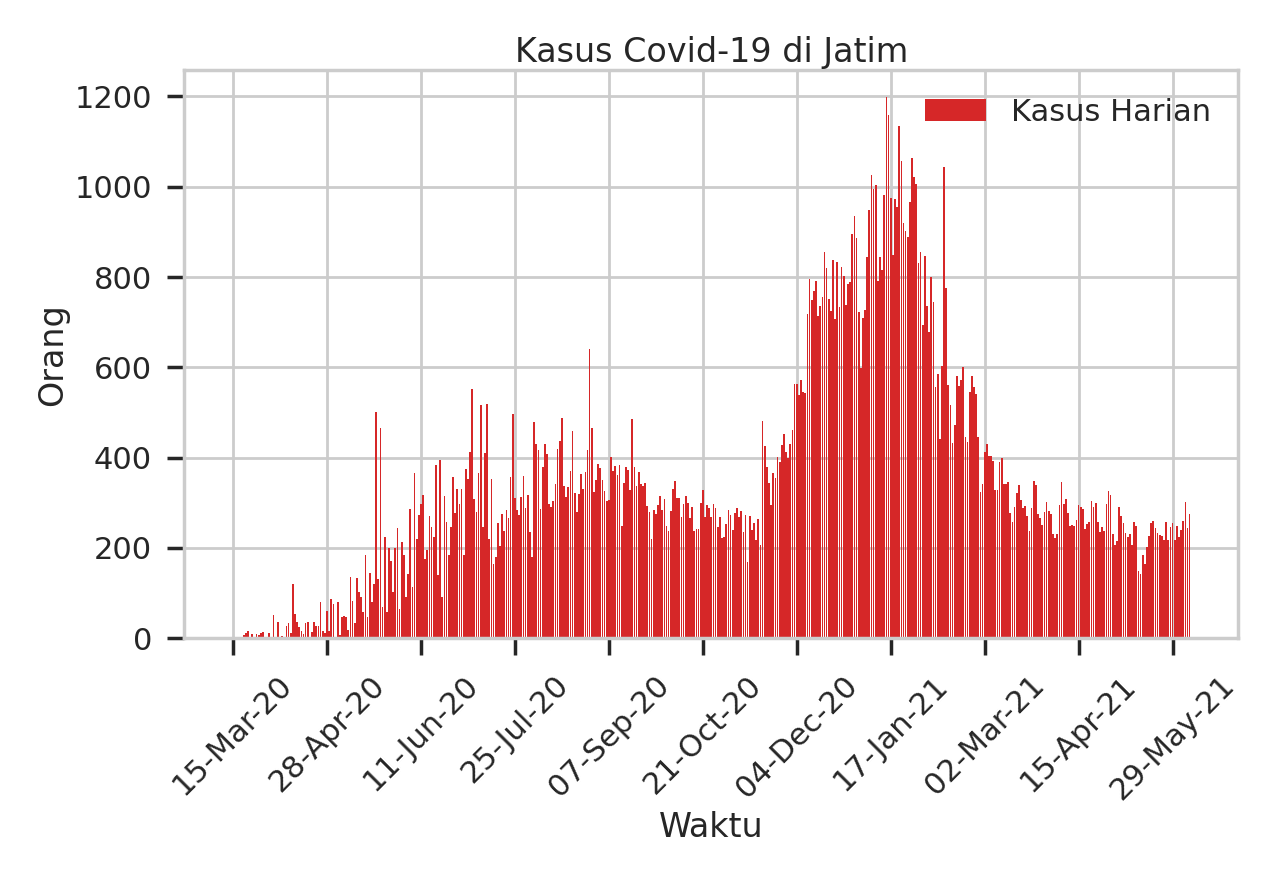 Kasus Covid-19 di Jatim
Kasus Harian
1200
1000
800
600
400
200
0
Orang
15-Mar-20
28-Apr-20
11-Jun-20
25-Jul-20
07-Sep-20
21-Oct-20
04-Dec-20
17-Jan-21
02-Mar-21
15-Apr-21
29-May-21
Waktu